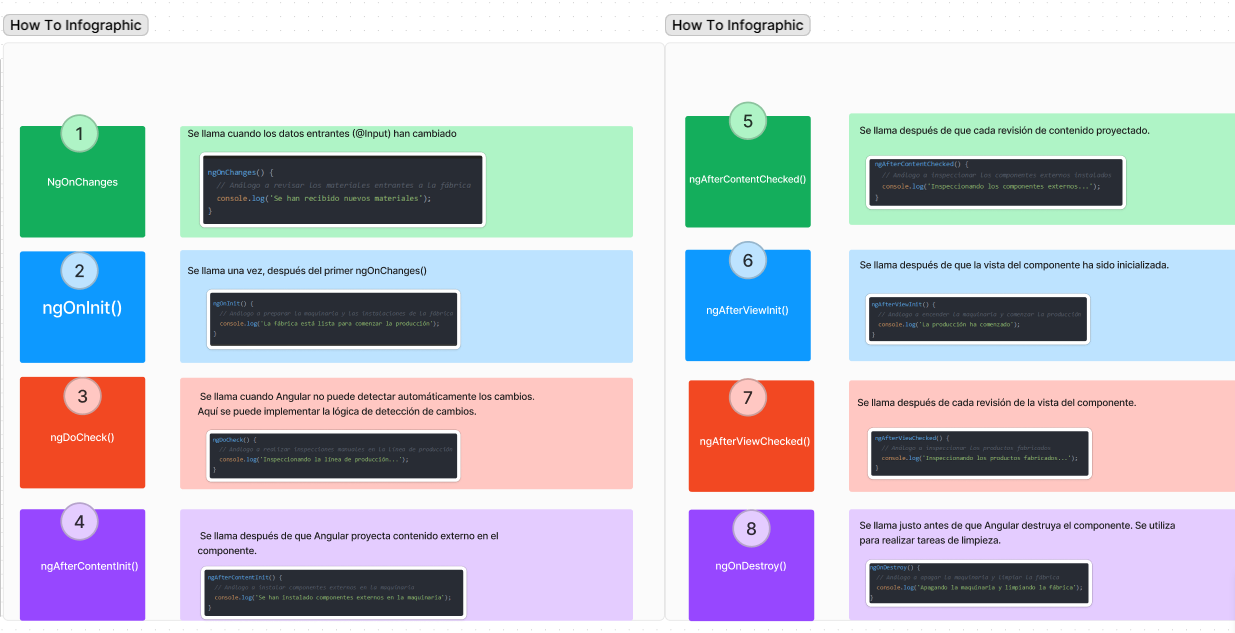 How To Infographic
1
NgOnChanges
Se llama cuando los datos entrantes (@Input) han cambiado
ngOnChanges() {
// Análogo a revisar los materiales entrantes a la fábrica
console.log('Se han recibido nuevos materiales');
}
2
ngOnInit()
Se llama una vez, después del primer ngOnChanges()
ngOnInit() {
// Análogo a preparar la maquinaria y las instalaciones de la fábrica
console.log('La fábrica está lista para comenzar la producción');
}
3
ngDoCheck()
Se llama cuando Angular no puede detectar automáticamente los cambios.
Aquí se puede implementar la lógica de detección de cambios.
ngDoCheck() {
// Análogo a realizar inspecciones manuales en la línea de producción
console.log('Inspeccionando la línea de producción...');
}
4
ngAfterContentInit()
Se llama después de que Angular proyecta contenido externo en el
componente.
ngAfterContentInit() {
// Análogo a instalar componentes externos en la maquinaria
console.log('Se han instalado componentes externos en la maquinaria');
}
How To Infographic
5
ngAfterContentChecked()
Se llama después de que cada revisión de contenido proyectado.
ngAfterContentChecked() {
// Análogo a inspeccionar los componentes externos instalados
console.log('Inspeccionando los componentes externos...');
}
6
ngAfterViewInit()
Se llama después de que la vista del componente ha sido inicializada.
ngAfterViewInit() {
// Análogo a encender la maquinaria y comenzar la producción
console.log('La producción ha comenzado');
}
7
ngAfterViewChecked()
Se llama después de cada revisión de la vista del componente.
ngAfterViewChecked() {
// Análogo a inspeccionar los productos fabricados
console.log('Inspeccionando los productos fabricados...');
}
8
ngOnDestroy()
Se llama justo antes de que Angular destruya el componente. Se utiliza
para realizar tareas de limpieza.
ngOnDestroy() {
// Análogo a apagar la maquinaria y limpiar la fábrica
console.log('Apagando la maquinaria y limpiando la fábrica');
}